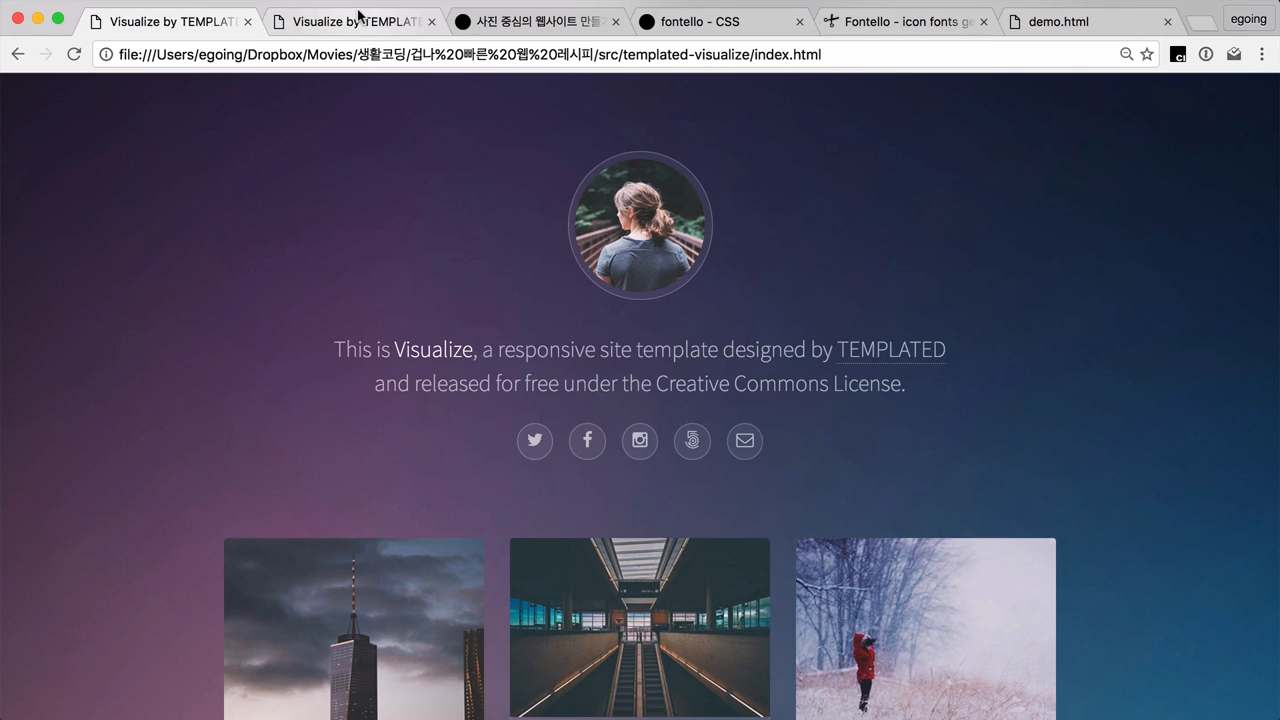 Visualize by TEMPLATE
Visualize by TEMPLATE
사진 중심의 웹사이트 만들기
fontello - CSS
Fontello - icon fonts ge
demo.html
egoing
file:///Users/egoing/Dropbox/Movies/생활코딩/겁나%20빠른%20웹%20레시피/src/templated-visualize/index.html
This is Visualize, a responsive site template designed by TEMPLATED
and released for free under the Creative Commons License.